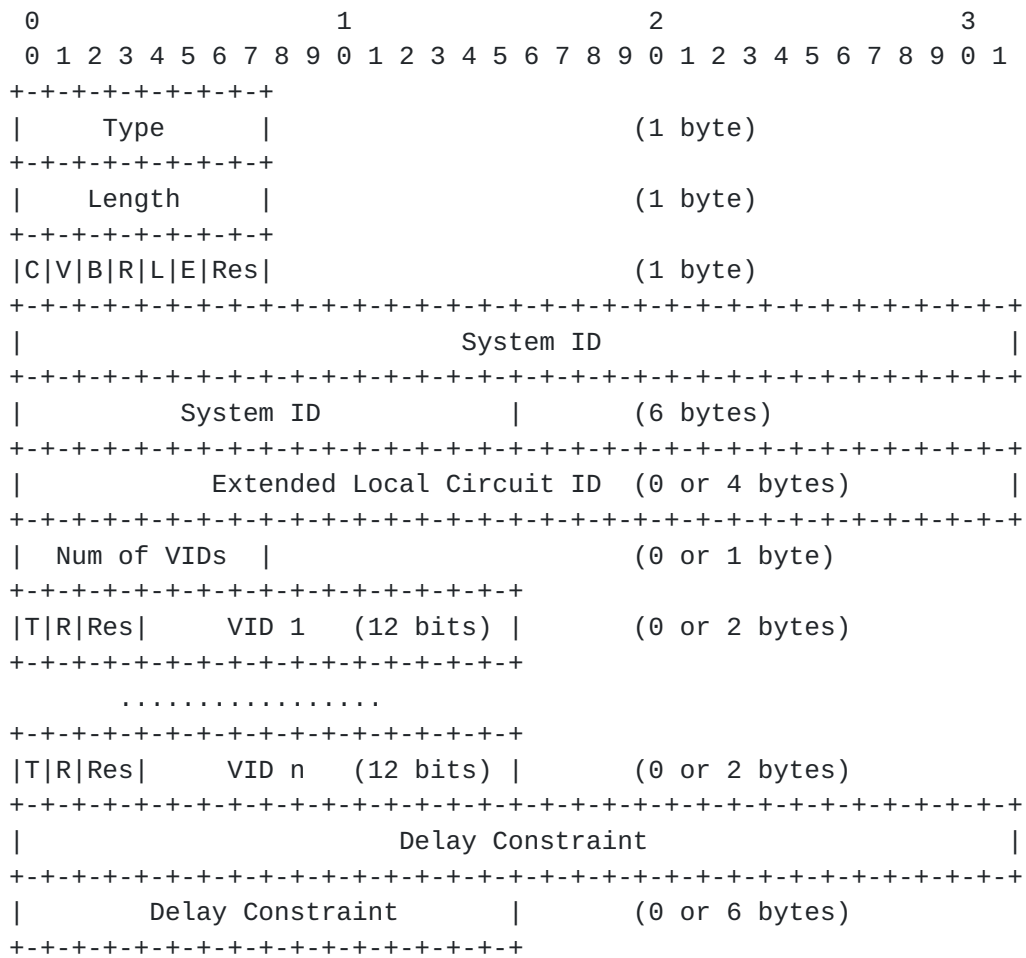 0                   1                   2                   3
 0 1 2 3 4 5 6 7 8 9 0 1 2 3 4 5 6 7 8 9 0 1 2 3 4 5 6 7 8 9 0 1
+-+-+-+-+-+-+-+-+
|     Type      |                       (1 byte)
+-+-+-+-+-+-+-+-+
|    Length     |                       (1 byte)
+-+-+-+-+-+-+-+-+
|C|V|B|R|L|E|Res|                       (1 byte)
+-+-+-+-+-+-+-+-+-+-+-+-+-+-+-+-+-+-+-+-+-+-+-+-+-+-+-+-+-+-+-+-+
|                            System ID                          |
+-+-+-+-+-+-+-+-+-+-+-+-+-+-+-+-+-+-+-+-+-+-+-+-+-+-+-+-+-+-+-+-+
|          System ID            |       (6 bytes)
+-+-+-+-+-+-+-+-+-+-+-+-+-+-+-+-+-+-+-+-+-+-+-+-+-+-+-+-+-+-+-+-+
|            Extended Local Circuit ID  (0 or 4 bytes)          |
+-+-+-+-+-+-+-+-+-+-+-+-+-+-+-+-+-+-+-+-+-+-+-+-+-+-+-+-+-+-+-+-+
|  Num of VIDs  |                       (0 or 1 byte)
+-+-+-+-+-+-+-+-+-+-+-+-+-+-+-+-+
|T|R|Res|     VID 1   (12 bits) |       (0 or 2 bytes)
+-+-+-+-+-+-+-+-+-+-+-+-+-+-+-+-+
       .................
+-+-+-+-+-+-+-+-+-+-+-+-+-+-+-+-+
|T|R|Res|     VID n   (12 bits) |       (0 or 2 bytes)
+-+-+-+-+-+-+-+-+-+-+-+-+-+-+-+-+-+-+-+-+-+-+-+-+-+-+-+-+-+-+-+-+
|                        Delay Constraint                       |
+-+-+-+-+-+-+-+-+-+-+-+-+-+-+-+-+-+-+-+-+-+-+-+-+-+-+-+-+-+-+-+-+
|        Delay Constraint       |       (0 or 6 bytes)
+-+-+-+-+-+-+-+-+-+-+-+-+-+-+-+-+